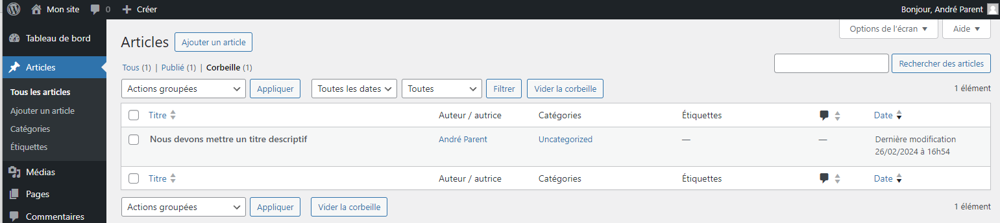 Mon site 0 Créer Bonjour, André Parent
Tableau de bord
Articles
Tous les articles
Ajouter un article
Catégories
Étiquettes
Médias
Pages
Commentaires
Options de l'écran Aide
Articles Ajouter un article
Tous (1) | Publié (1) | Corbeille (1)
Rechercher des articles
Actions groupées Appliquer Toutes les dates Toutes Filtrer Vider la corbeille 1 élément
Titre Auteur / autrice Catégories Étiquettes Date
Nous devons mettre un titre descriptif André Parent Uncategorized — — Dernière modification
26/02/2024 à 16h54
Titre Auteur / autrice Catégories Étiquettes Date
Actions groupées Appliquer Vider la corbeille 1 élément